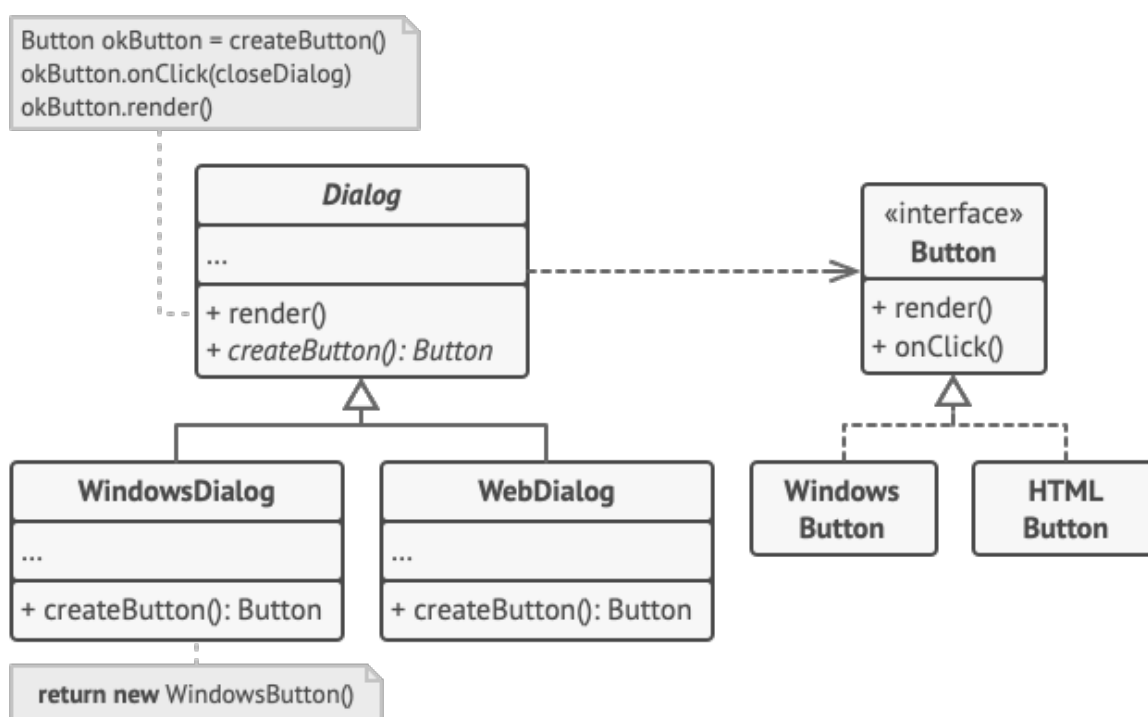 Button okButton = createButton()
okButton.onClick(closeDialog)
okButton.render()
Dialog
...
+ render()
+ createButton(): Button
«interface»
Button
+ render()
+ onClick()
WindowsDialog
...
+ createButton(): Button
WebDialog
...
+ createButton(): Button
Windows
Button
HTML
Button
return new WindowsButton()